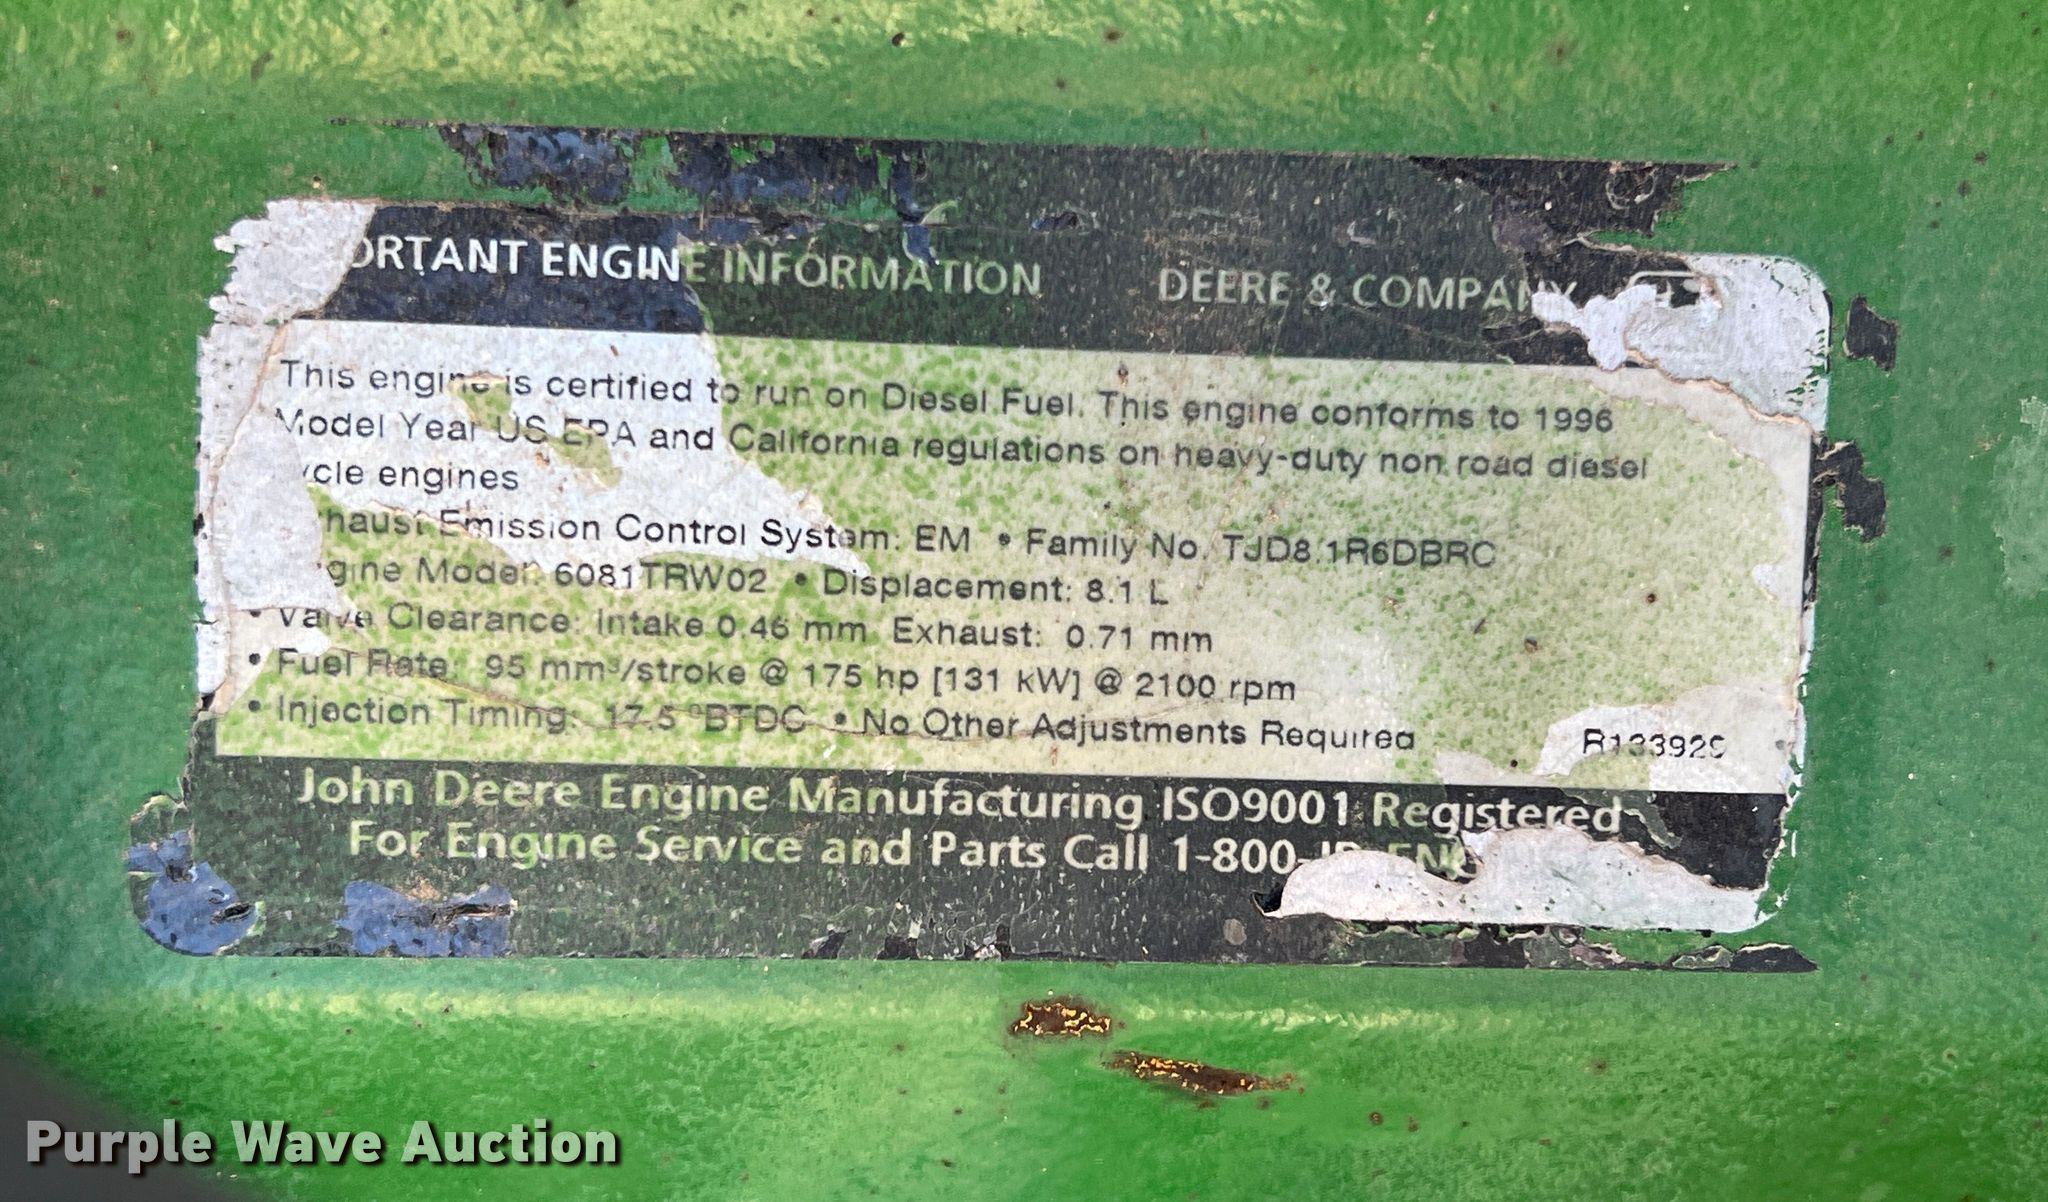 ORTANT ENGINE INFORMATION DEERE & COMPANY
This engine is certified to run on Diesel Fuel. This engine conforms to 1996
Model Year US EPA and California regulations on heavy-duty non road diesel
ycle engines
haust Emission Control System: EM • Family No. TJD8.1R6DBRC
gine Model: 6081TRW02 • Displacement: 8.1 L
• Valve Clearance: Intake 0.46 mm Exhaust: 0.71 mm
• Fuel Rate: 95 mm³/stroke @ 175 hp [131 kW] @ 2100 rpm
• Injection Timing: 17.5 °BTDC • No Other Adjustments Required
R133929
John Deere Engine Manufacturing ISO9001 Registered
For Engine Service and Parts Call 1-800-JD-ENG
Purple Wave Auction